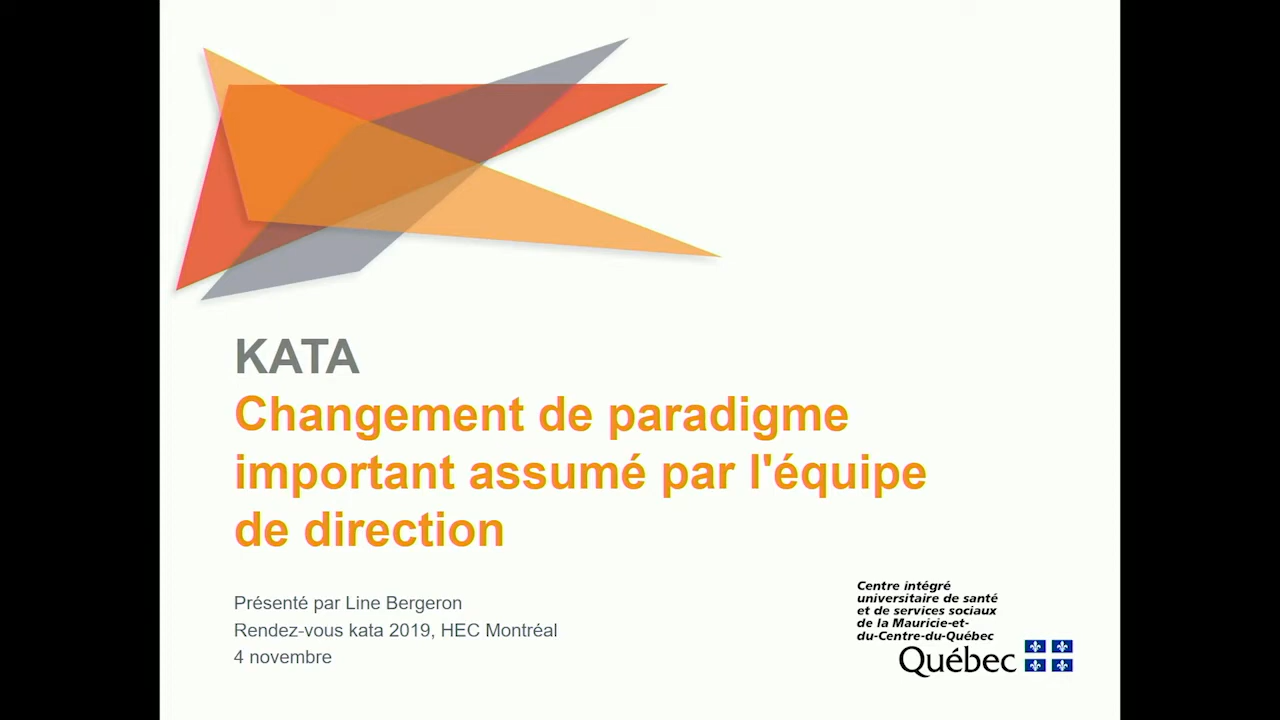 KATA
Changement de paradigme
important assumé par l'équipe
de direction
Présenté par Line Bergeron
Rendez-vous kata 2019, HEC Montréal
4 novembre
Centre intégré
universitaire de santé
et de services sociaux
de la Mauricie-et-
du-Centre-du-Québec
Québec